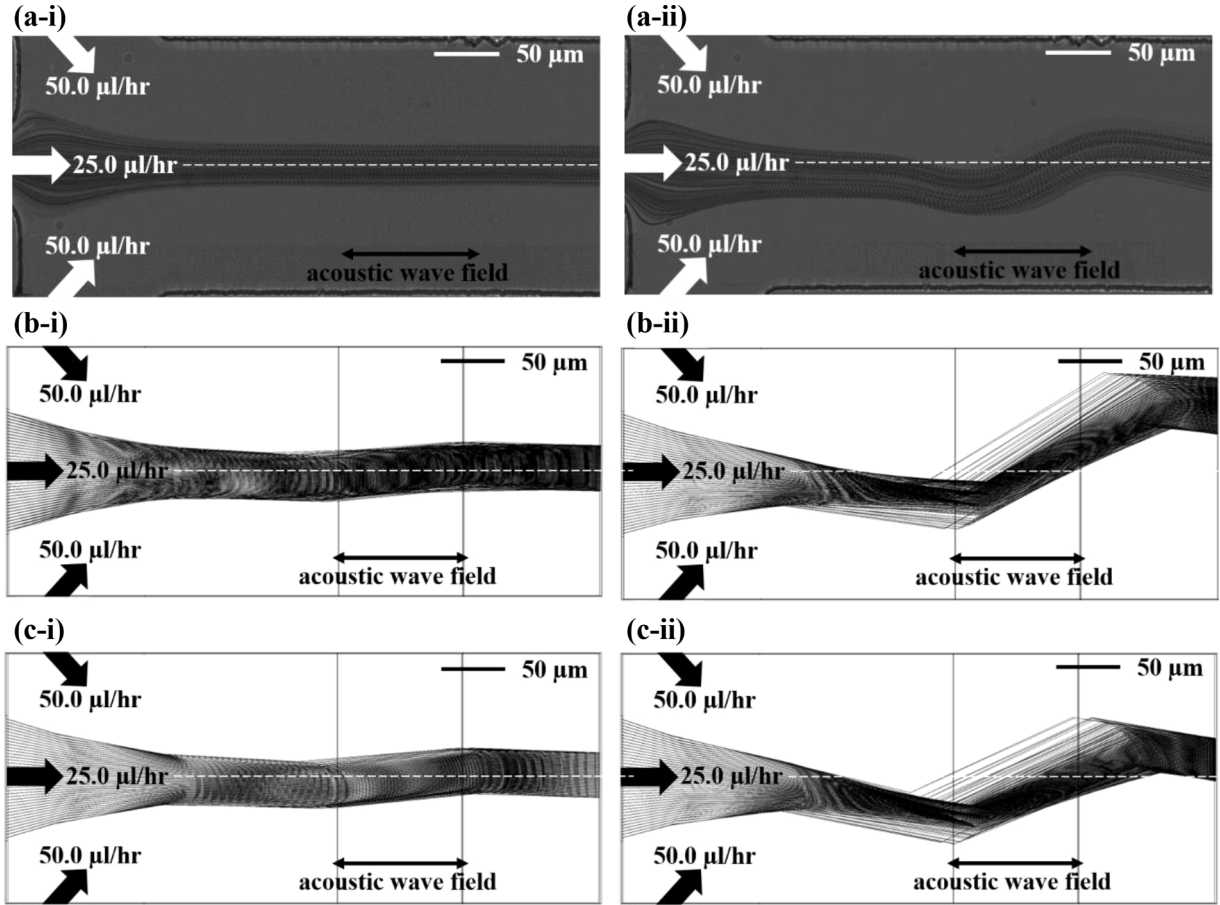 (a-i)
50 µm
50.0 µl/hr
25.0 µl/hr
50.0 µl/hr
acoustic wave field
(a-ii)
50 µm
50.0 µl/hr
25.0 µl/hr
50.0 µl/hr
acoustic wave field
(b-i)
50 µm
50.0 µl/hr
25.0 µl/hr
50.0 µl/hr
acoustic wave field
(b-ii)
50 µm
50.0 µl/hr
25.0 µl/hr
50.0 µl/hr
acoustic wave field
(c-i)
50 µm
50.0 µl/hr
25.0 µl/hr
50.0 µl/hr
acoustic wave field
(c-ii)
50 µm
50.0 µl/hr
25.0 µl/hr
50.0 µl/hr
acoustic wave field